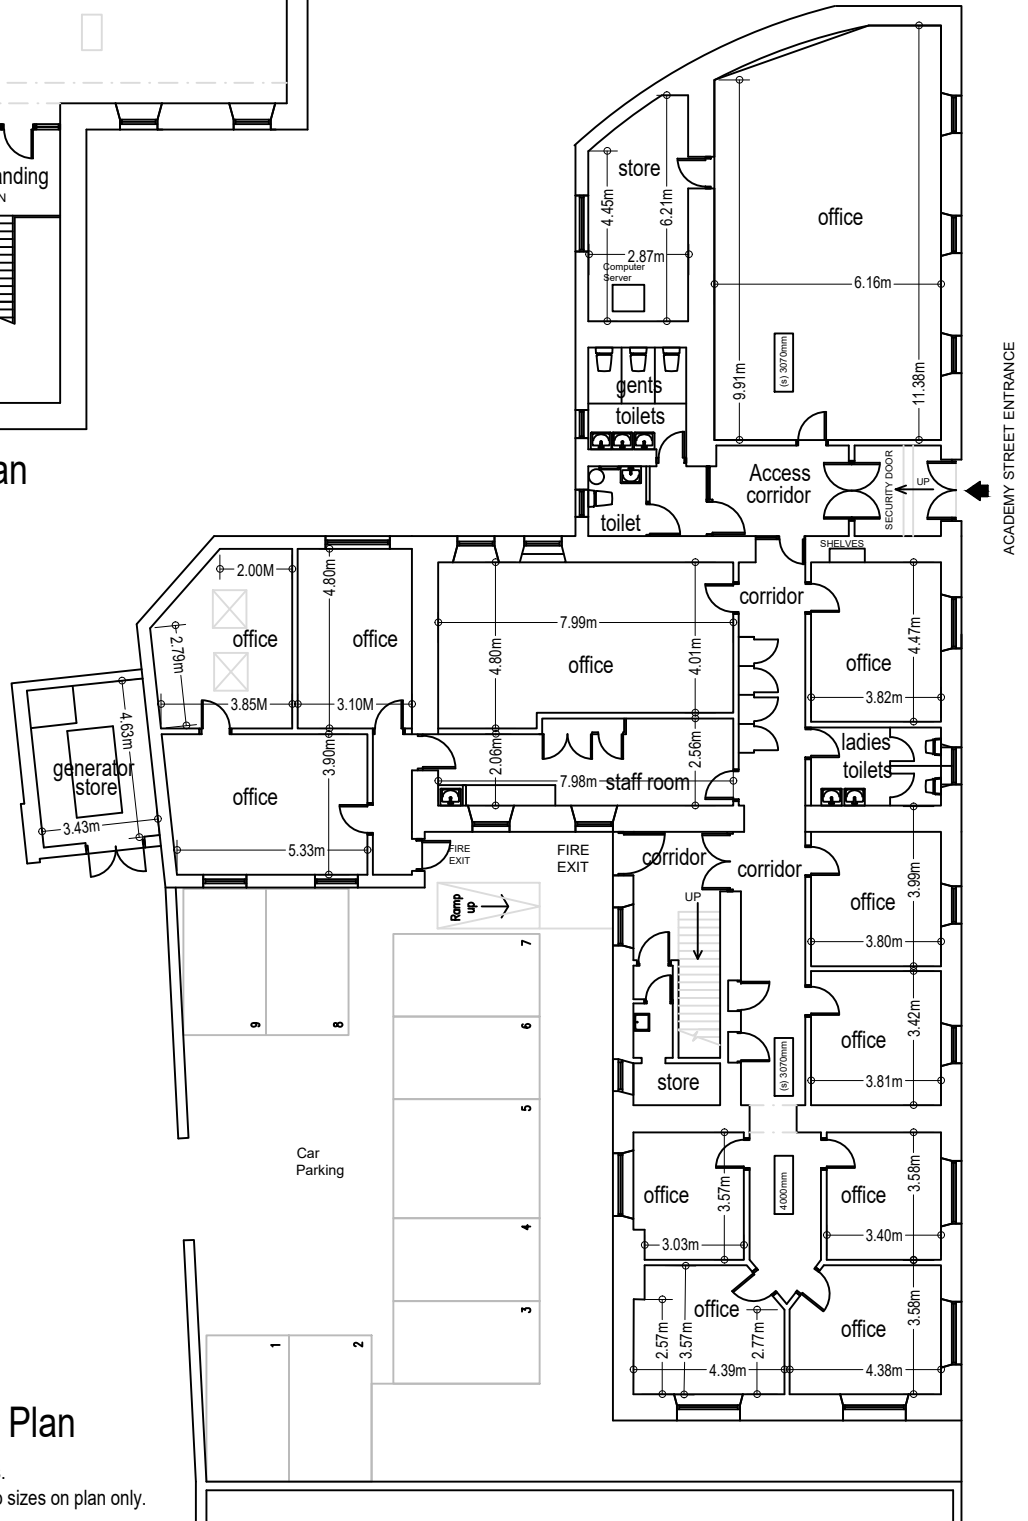 anding
N
an
store
4.45m
6.21m
2.87m
Computer
Server
office
6.16m
(s) 3070mm
9.91m
11.38m
ACADEMY STREET ENTRANCE
gents
toilets
toilet
Access
corridor
SECURITY DOOR
UP
SHELVES
2.00M
4.80m
2.79m
office
office
3.85M
3.10M
7.99m
4.80m
4.01m
office
corridor
4.47m
office
3.82m
4.63m
generator
store
3.43m
3.90m
office
5.33m
2.06m
2.56m
7.98m
staff room
ladies
toilets
FIRE
EXIT
FIRE
EXIT
corridor
corridor
UP
3.99m
office
3.80m
Ramp
up
7
9
8
6
3.42m
office
3.81m
(s) 3070mm
store
5
Car
Parking
3.57m
office
3.03m
4000mm
3.58m
office
3.40m
4
3
office
2.57m
3.57m
2.77m
4.39m
3.58m
office
4.38m
1
2
Plan
.
sizes on plan only.